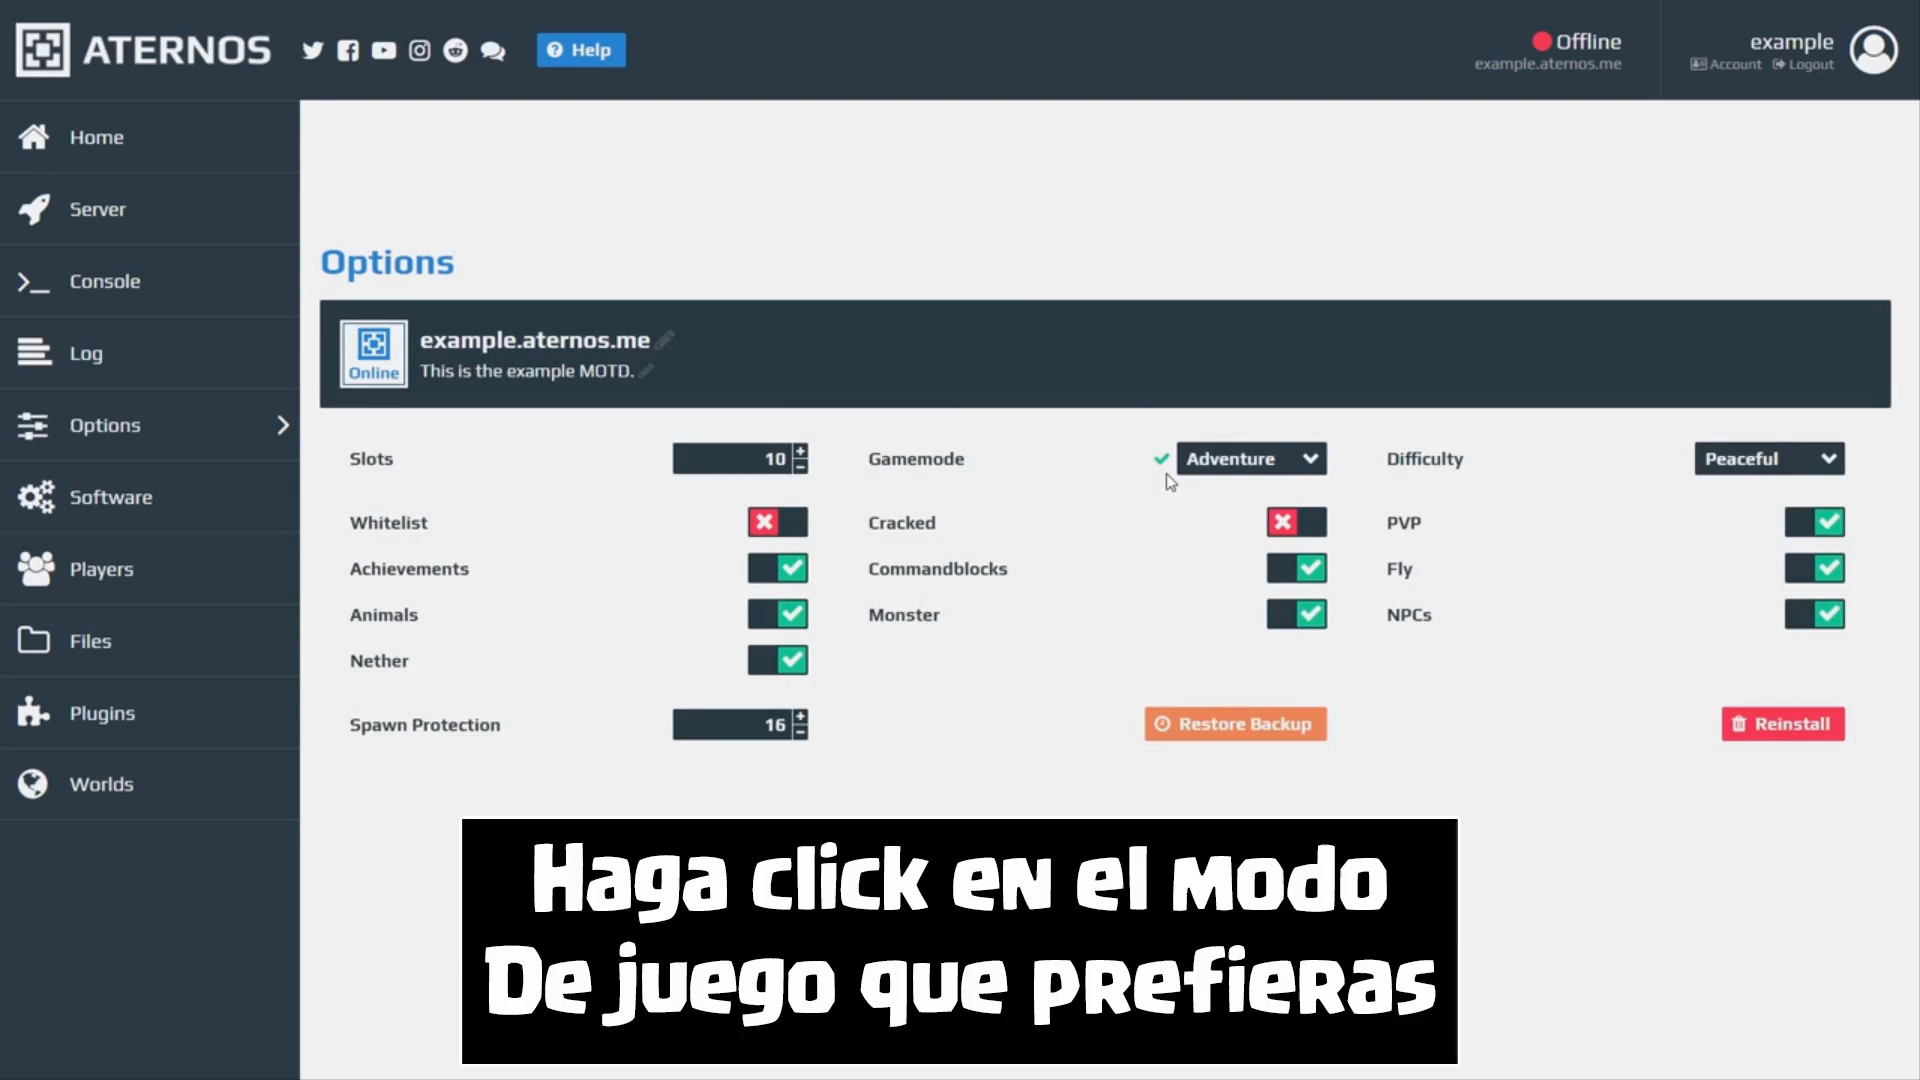 ATERNOS
Help
Offline
example.aternos.me
example
Account Logout
Home
Server
Console
Log
Options
Software
Players
Files
Plugins
Worlds
Options
Online
example.aternos.me
This is the example MOTD.
Slots 10 Gamemode Adventure Difficulty Peaceful
Whitelist Cracked PVP
Achievements Commandblocks Fly
Animals Monster NPCs
Nether
Spawn Protection 16 Restore Backup Reinstall
Haga click en el modo
De juego que prefieras